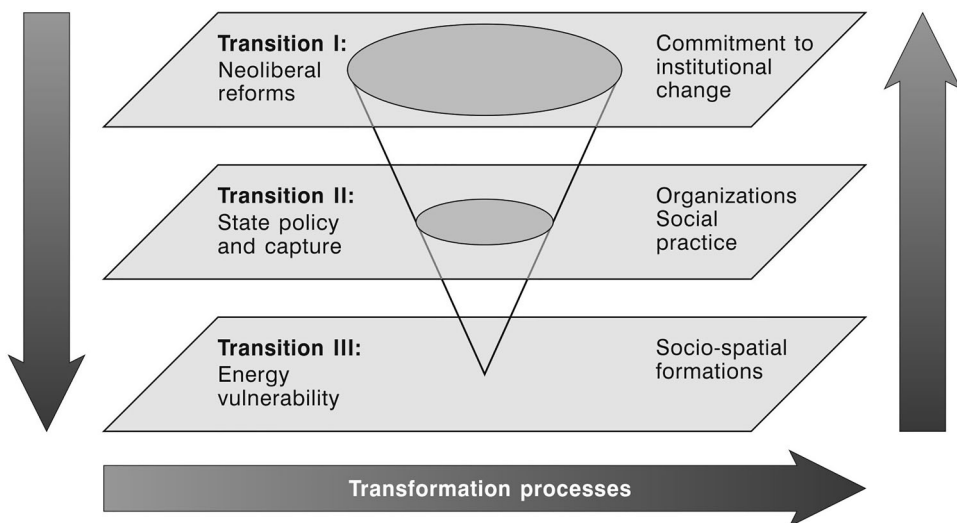 Transition I:
Neoliberal
reforms
Commitment to
institutional
change
Transition II:
State policy
and capture
Organizations
Social
practice
Transition III:
Energy
vulnerability
Socio-spatial
formations
Transformation processes